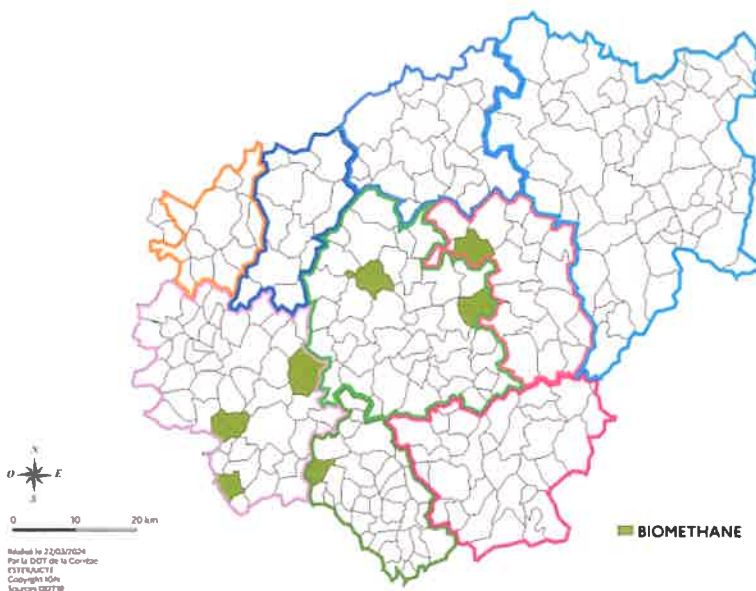 N
O E
S
0 10 20 km
Réalisé le 22/03/2024
Par la DDT de la Corrèze
Copyright IGN
BIOMETHANE